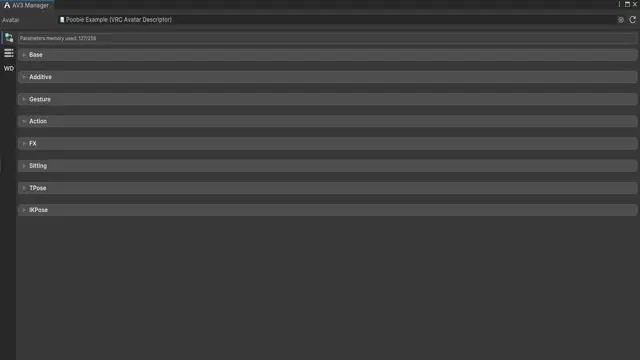 AV3 Manager
Avatar
Poobie Example (VRC Avatar Descriptor)
Parameters memory used: 127/256
WD
Base
Additive
Gesture
Action
FX
Sitting
TPose
IKPose